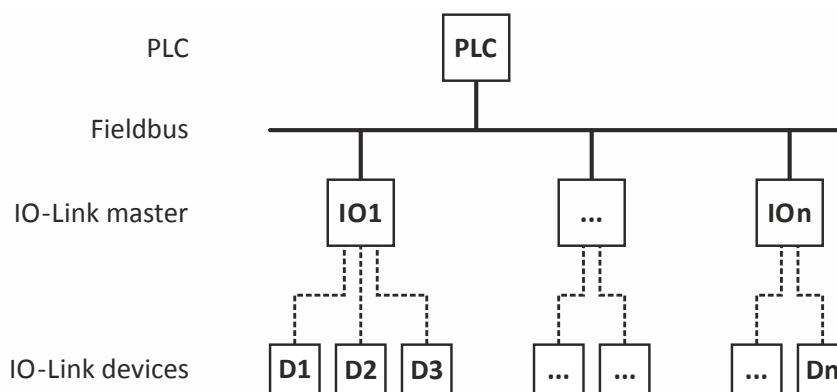 PLC PLC
Fieldbus
IO-Link master IO1 ... IOn
IO-Link devices D1 D2 D3 ... ... ... Dn